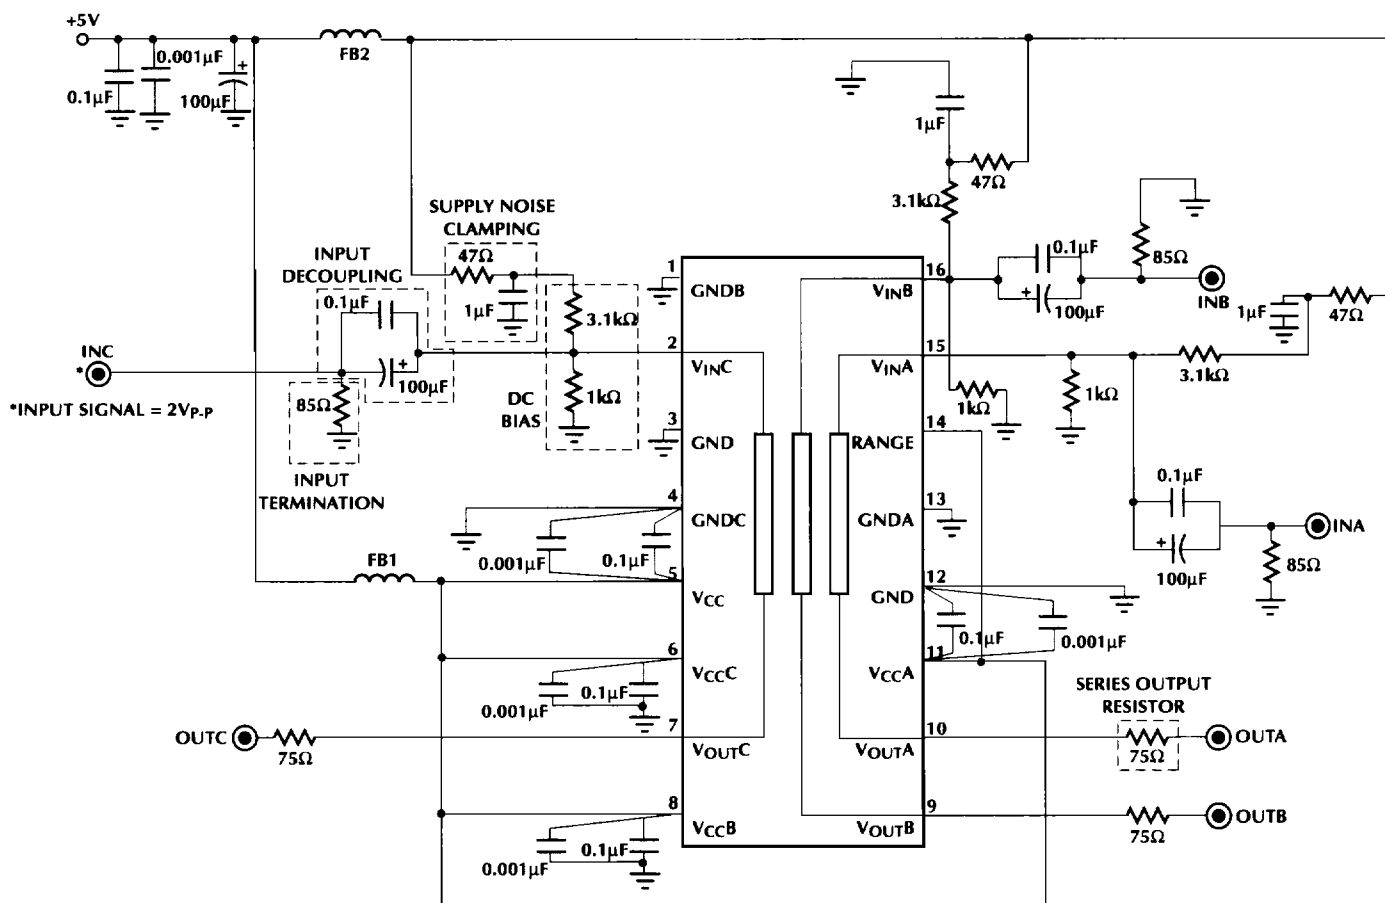 +5V
0.001µF
0.1µF
100µF
+
FB2
1µF
47Ω
3.1kΩ
SUPPLY NOISE
CLAMPING
47Ω
1µF
INPUT
DECOUPLING
0.1µF
+
100µF
3.1kΩ
1kΩ
DC
BIAS
INC
*
*INPUT SIGNAL = 2VP-P
85Ω
INPUT
TERMINATION
0.1µF
+
100µF
85Ω
INB
1µF
47Ω
3.1kΩ
1kΩ
1kΩ
0.1µF
+
100µF
INA
85Ω
1
GNDB
2
VINC
3
GND
4
GNDC
5
VCC
6
VCCC
7
VOUTC
8
VCCB
16
VINB
15
VINA
14
RANGE
13
GNDA
12
GND
11
VCCA
10
VOUTA
9
VOUTB
FB1
0.001µF
0.1µF
0.001µF
0.1µF
0.001µF
0.1µF
0.1µF
0.001µF
OUTC
75Ω
SERIES OUTPUT
RESISTOR
75Ω
OUTA
75Ω
OUTB